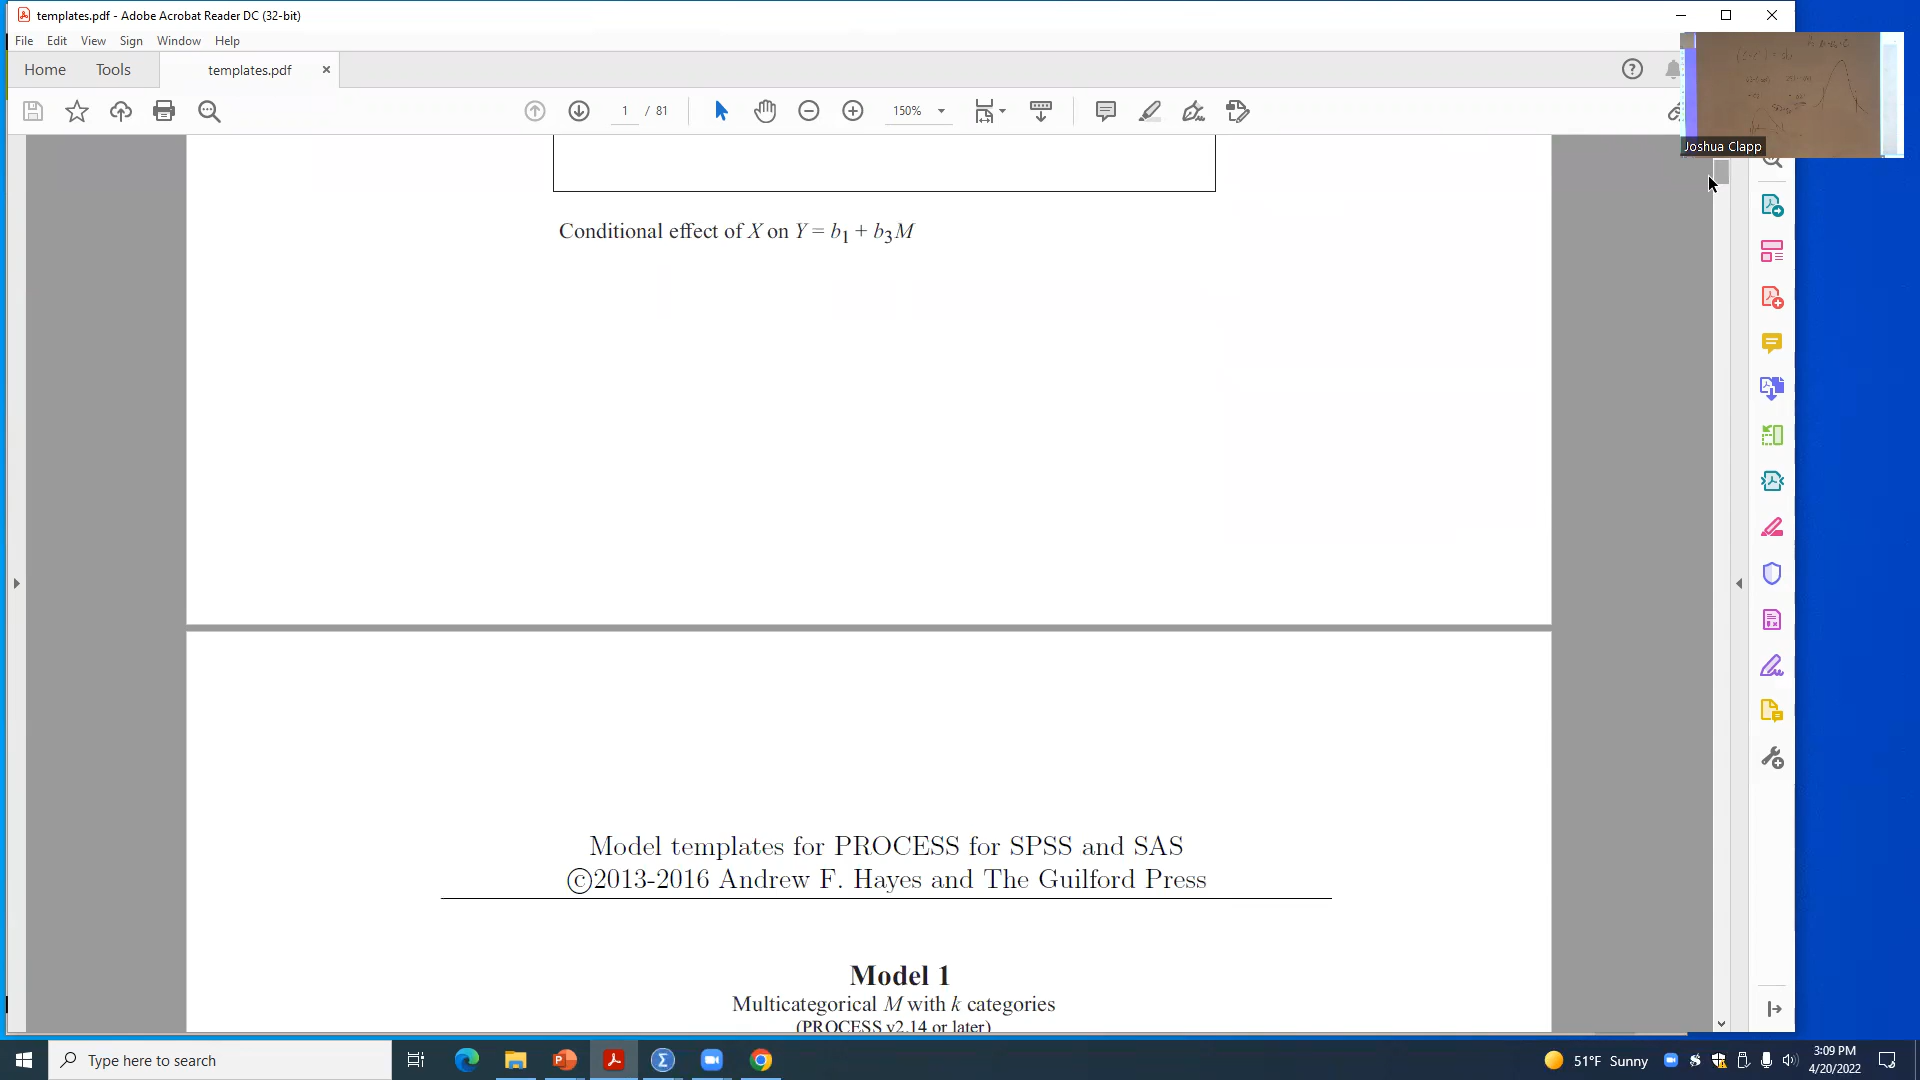 templates.pdf - Adobe Acrobat Reader DC (32-bit)
File Edit View Sign Window Help
Home Tools templates.pdf ×
1 / 81 150%
Joshua Clapp
Conditional effect of X on Y = b1 + b3M
Model templates for PROCESS for SPSS and SAS
©2013-2016 Andrew F. Hayes and The Guilford Press
Model 1
Multicategorical M with k categories
(PROCESS v2.14 or later)
Type here to search
51°F Sunny
3:09 PM
4/20/2022